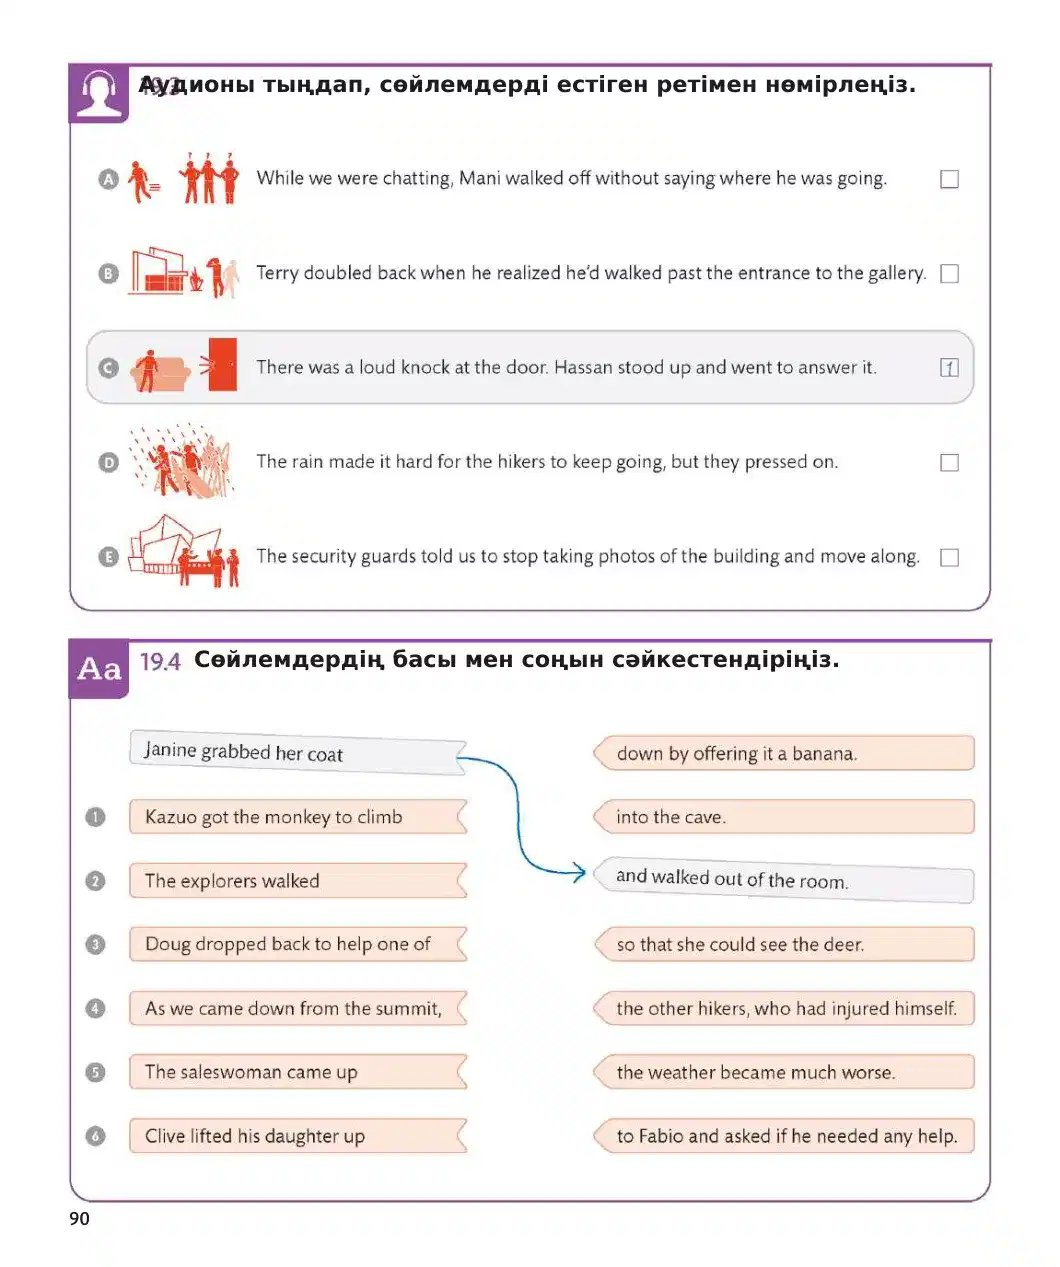 Аудионы тыңдап, сөйлемдерді естіген ретімен нөмірлеңіз.
A While we were chatting, Mani walked off without saying where he was going.
B Terry doubled back when he realized he'd walked past the entrance to the gallery.
C There was a loud knock at the door. Hassan stood up and went to answer it. 1
D The rain made it hard for the hikers to keep going, but they pressed on.
E The security guards told us to stop taking photos of the building and move along.
Aa 19.4 Сөйлемдердің басы мен соңын сәйкестендіріңіз.
Janine grabbed her coat
down by offering it a banana.
1 Kazuo got the monkey to climb
into the cave.
2 The explorers walked
and walked out of the room.
3 Doug dropped back to help one of
so that she could see the deer.
4 As we came down from the summit,
the other hikers, who had injured himself.
5 The saleswoman came up
the weather became much worse.
6 Clive lifted his daughter up
to Fabio and asked if he needed any help.
90